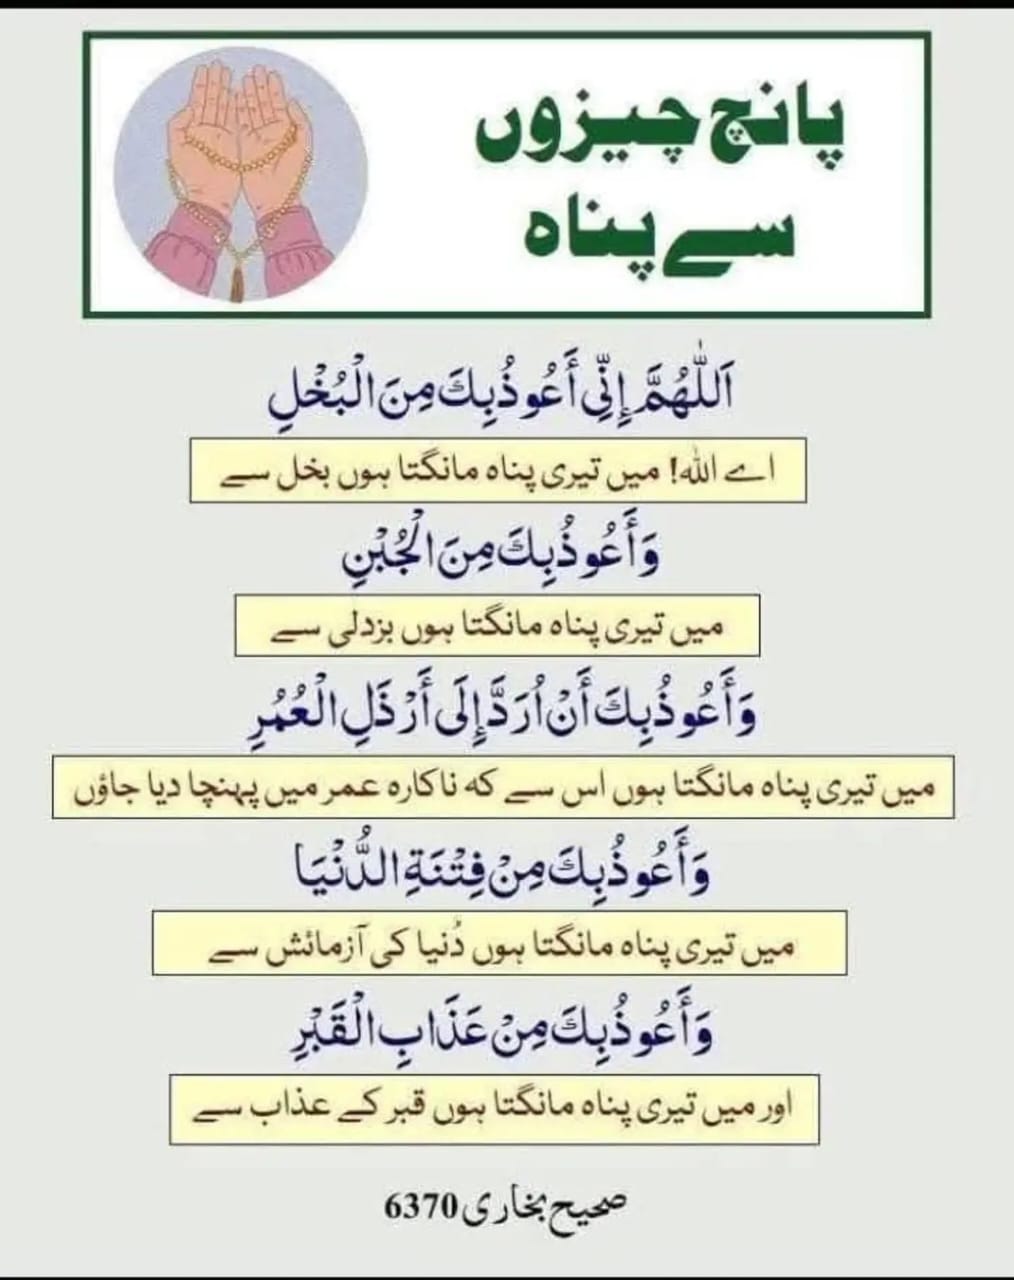 پانچ چیزوں
سے پناہ
اَللّٰهُمَّ إِنِّي أَعُوذُ بِكَ مِنَ الْبُخْلِ
اے اللہ! میں تیری پناہ مانگتا ہوں بخل سے
وَأَعُوذُ بِكَ مِنَ الْجُبْنِ
میں تیری پناہ مانگتا ہوں بزدلی سے
وَأَعُوذُ بِكَ أَنْ اُرَدَّ إِلَى أَرْذَلِ الْعُمُرِ
میں تیری پناہ مانگتا ہوں اس سے کہ ناکارہ عمر میں پہنچا دیا جاؤں
وَأَعُوذُ بِكَ مِنْ فِتْنَةِ الدُّنْيَا
میں تیری پناہ مانگتا ہوں دُنیا کی آزمائش سے
وَأَعُوذُ بِكَ مِنْ عَذَابِ الْقَبْرِ
اور میں تیری پناہ مانگتا ہوں قبر کے عذاب سے
صحیح بخاری 6370